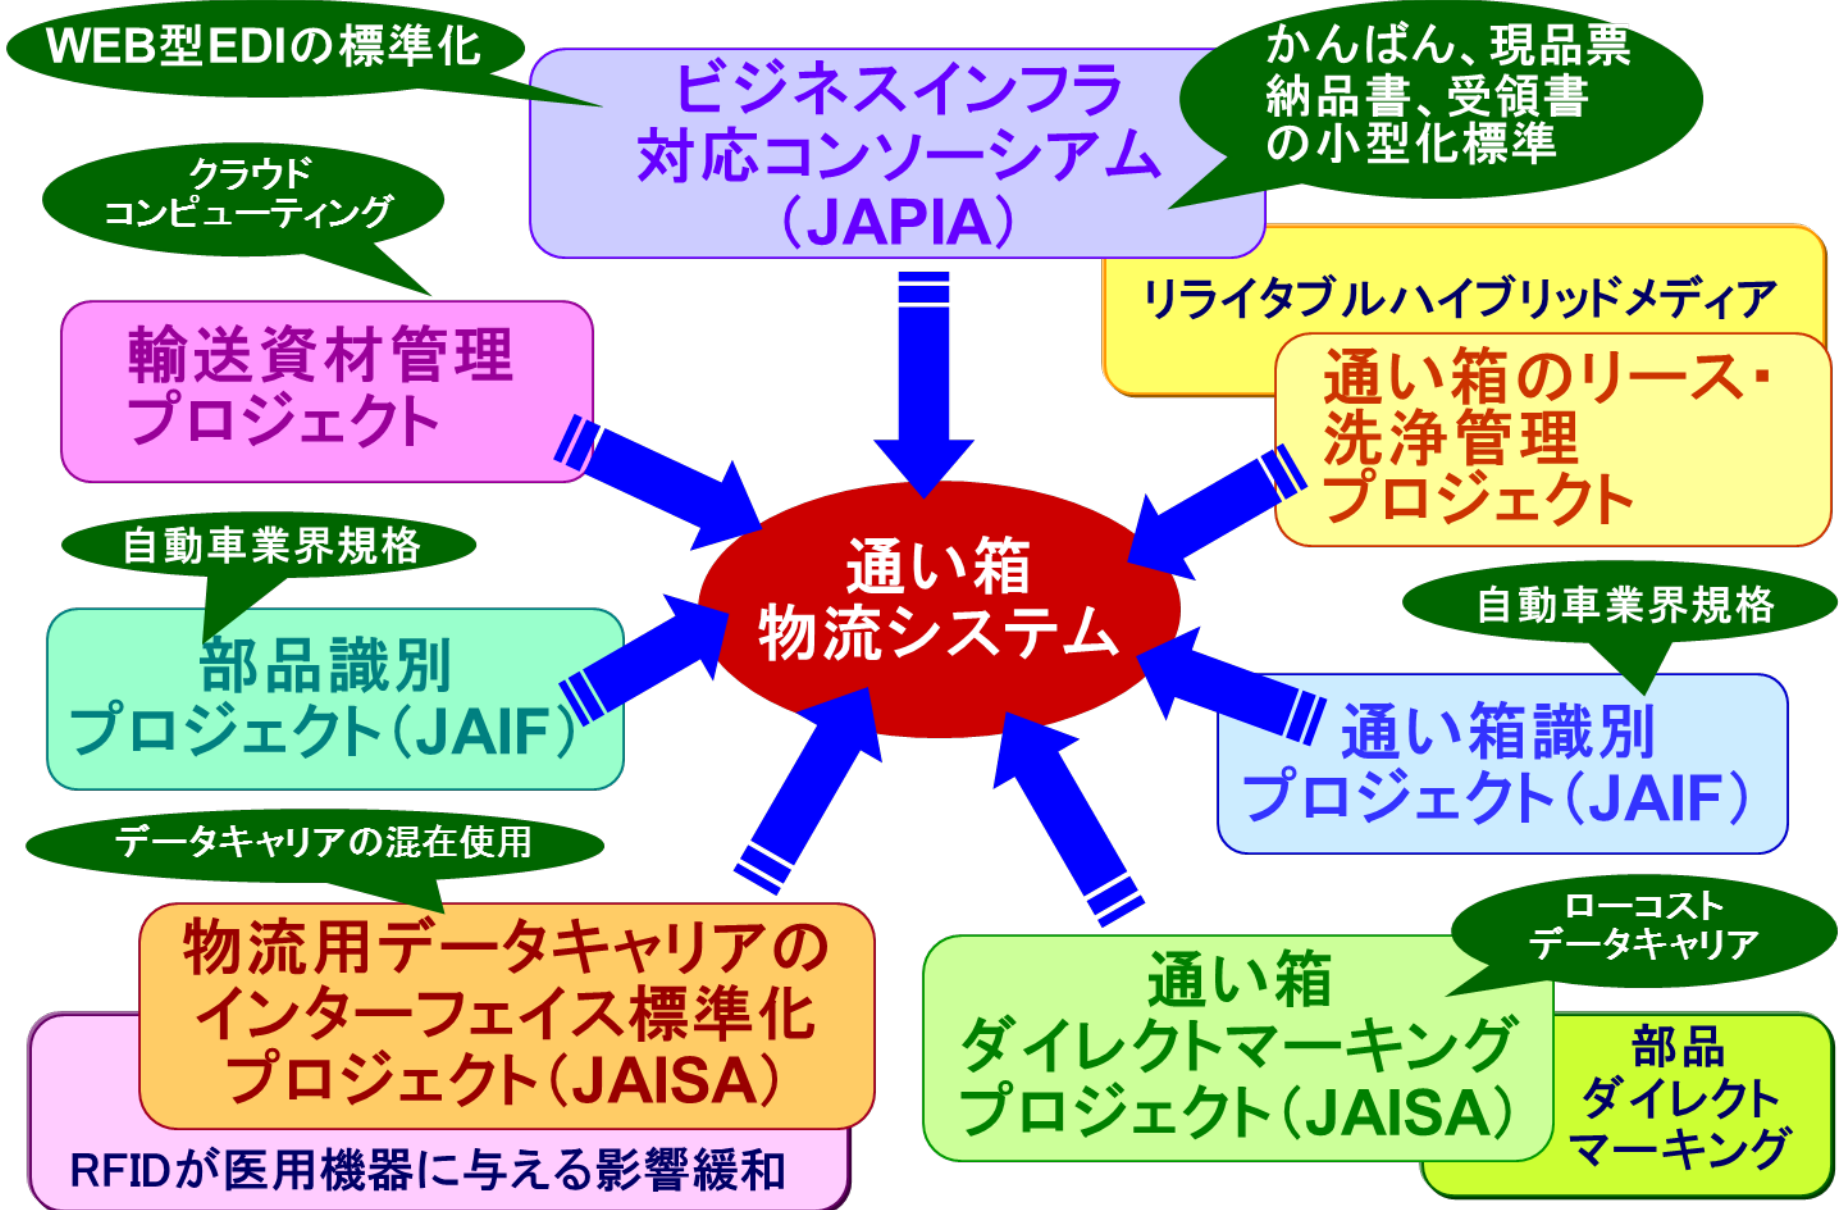 WEB型EDIの標準化
ビジネスインフラ
対応コンソーシアム
（JAPIA）
かんばん、現品票
納品書、受領書
の小型化標準
クラウド
コンピューティング
輸送資材管理
プロジェクト
リライタブルハイブリッドメディア
通い箱のリース・
洗浄管理
プロジェクト
自動車業界規格
部品識別
プロジェクト（JAIF）
通い箱
物流システム
自動車業界規格
通い箱識別
プロジェクト（JAIF）
データキャリアの混在使用
物流用データキャリアの
インターフェイス標準化
プロジェクト（JAISA）
RFIDが医用機器に与える影響緩和
ローコスト
データキャリア
通い箱
ダイレクトマーキング
プロジェクト（JAISA）
部品
ダイレクト
マーキング